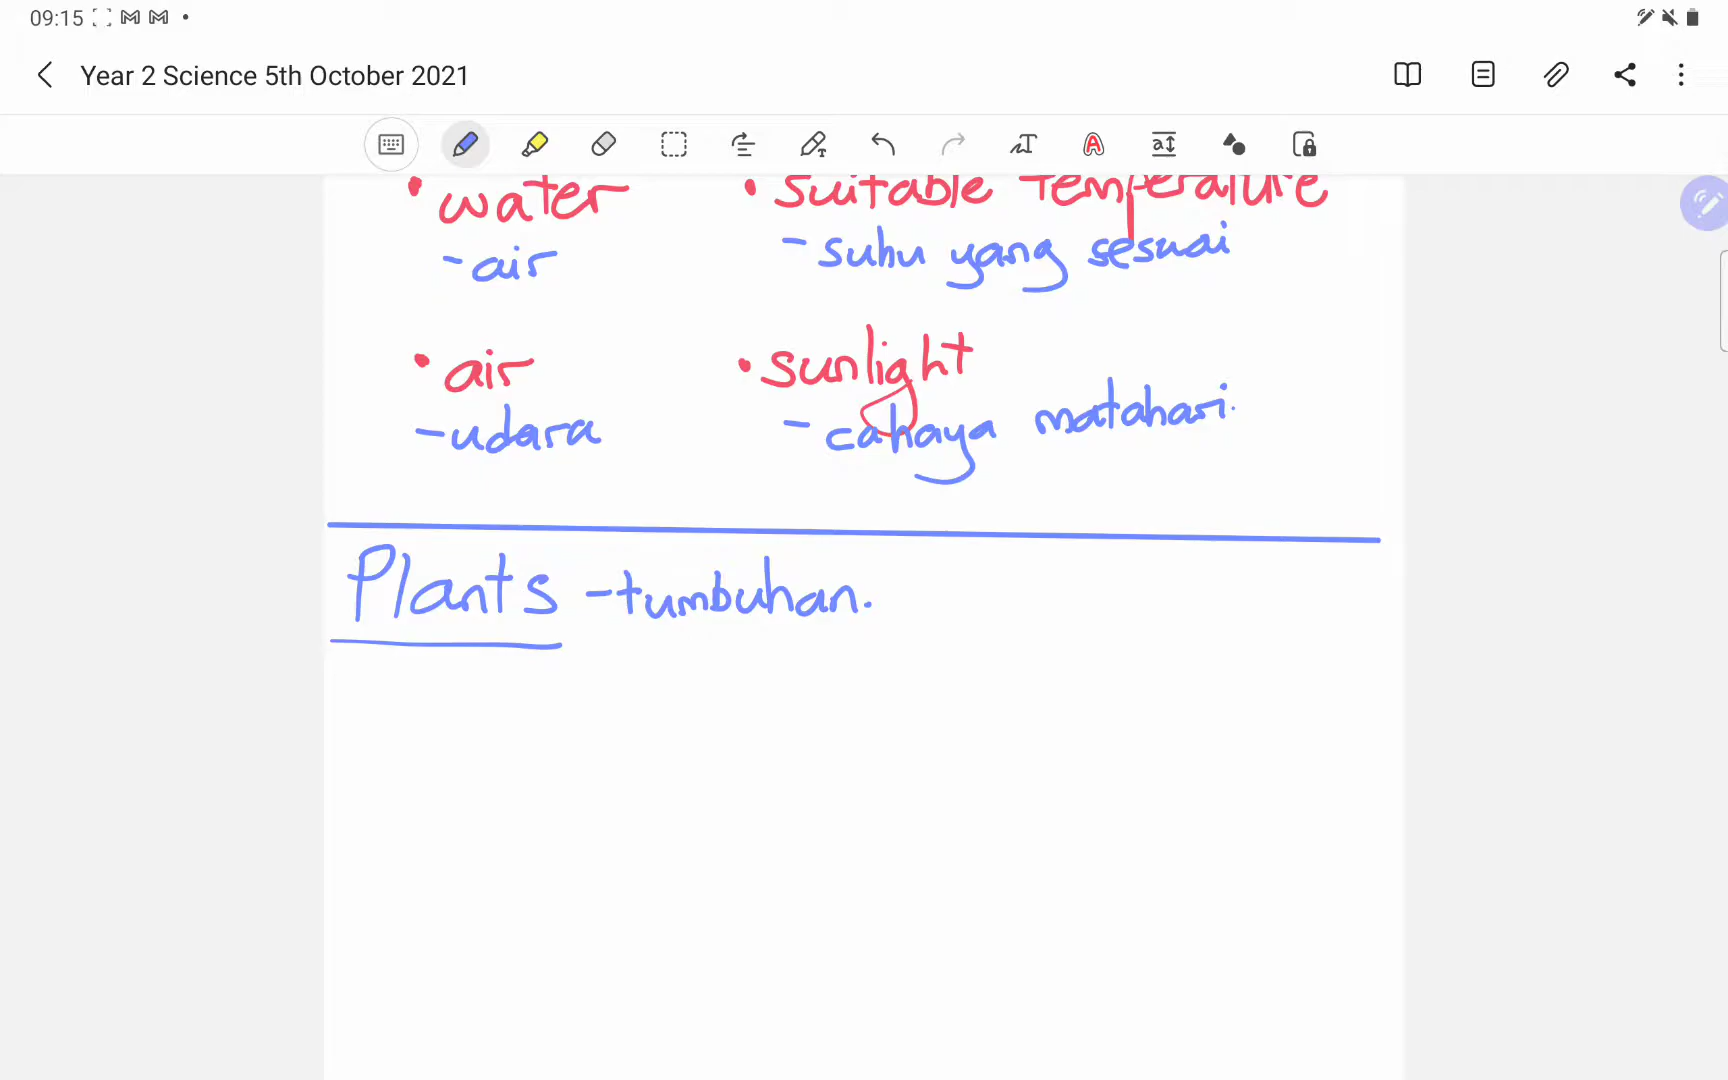 09:15
Year 2 Science 5th October 2021
• water • suitable temperature
- air - suhu yang sesuai
• air • sunlight
- udara - cahaya matahari.
Plants - tumbuhan.